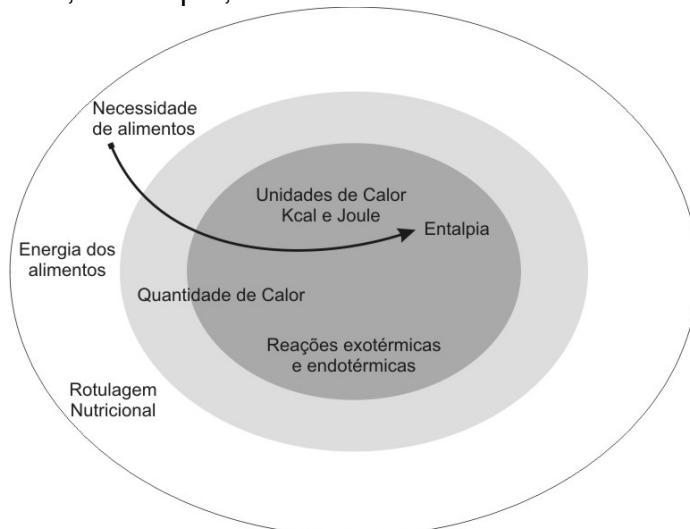 Necessidade
de alimentos
Unidades de Calor
Kcal e Joule
Entalpia
Energia dos
alimentos
Quantidade de Calor
Reações exotérmicas
e endotérmicas
Rotulagem
Nutricional